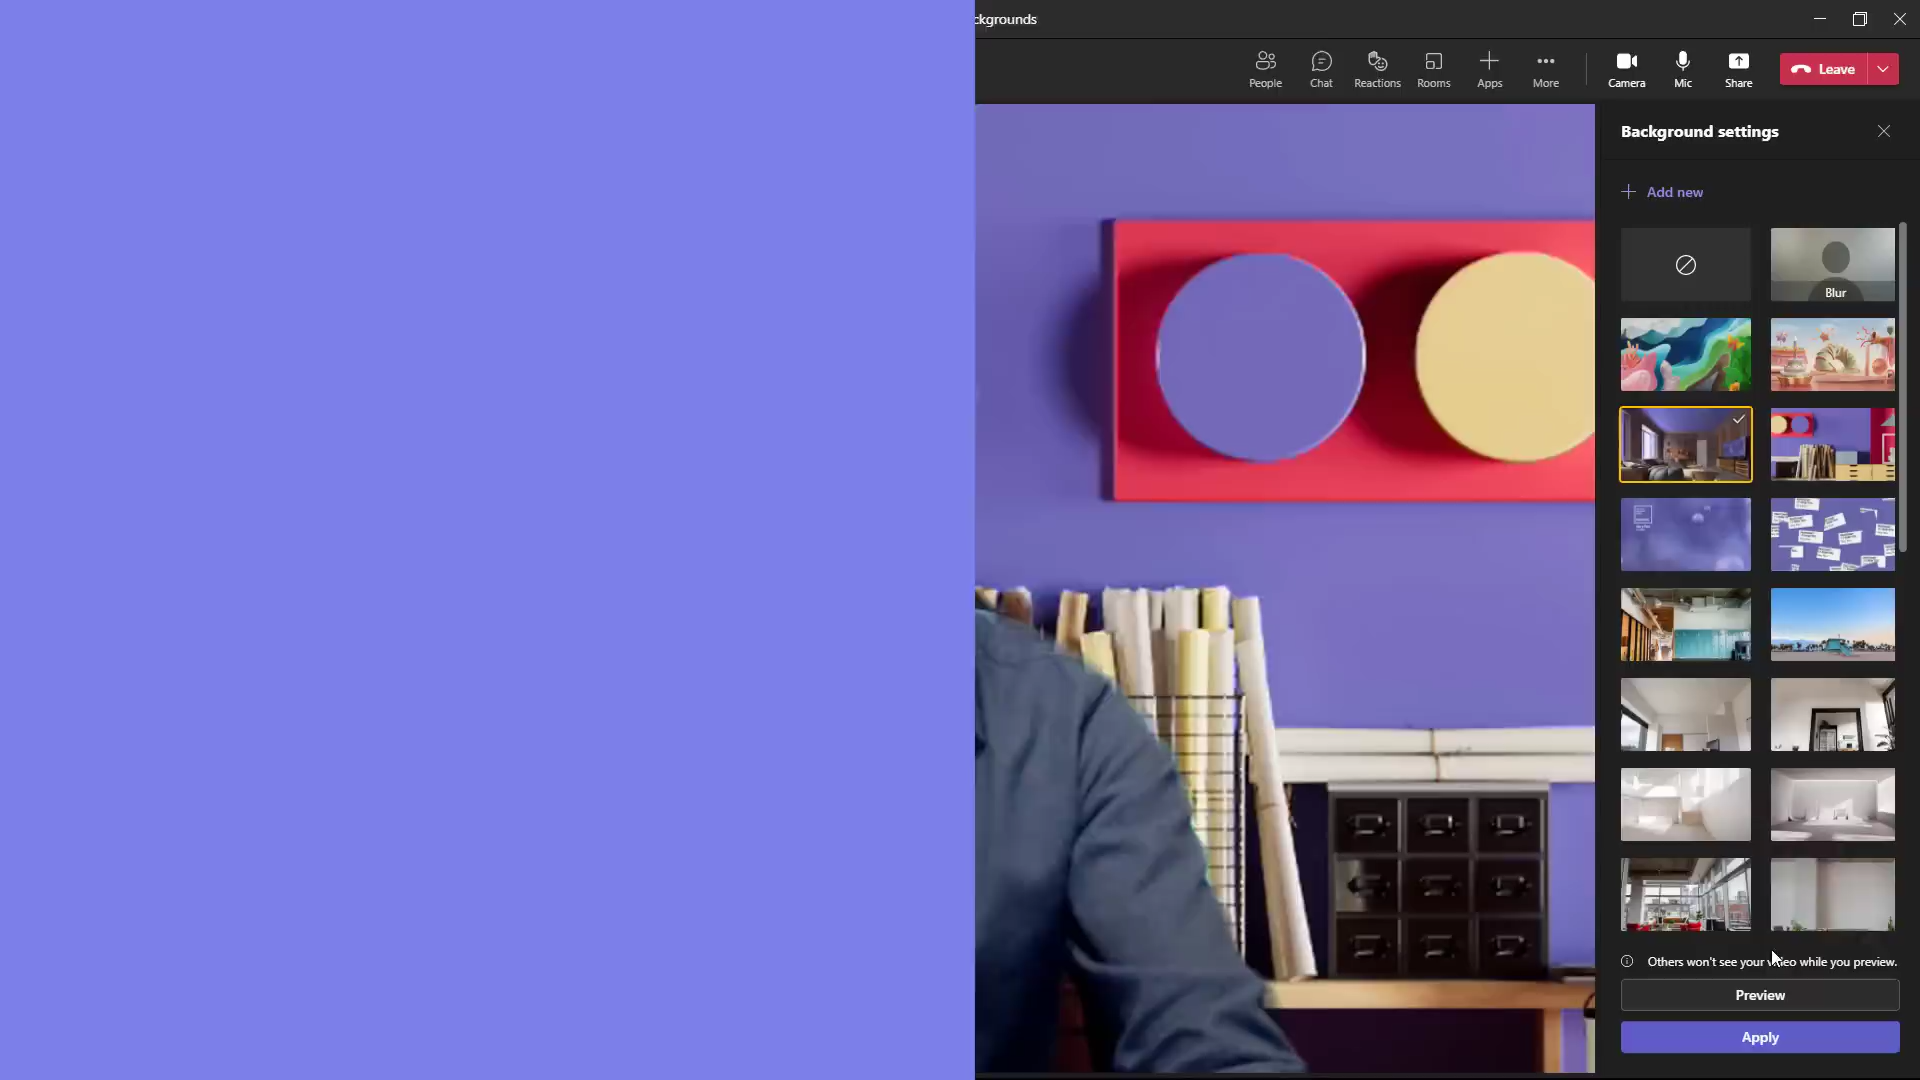 ckgrounds
People
Chat
Reactions
Rooms
Apps
More
Camera
Mic
Share
Leave
Background settings
Add new
Blur
Others won't see your video while you preview.
Preview
Apply